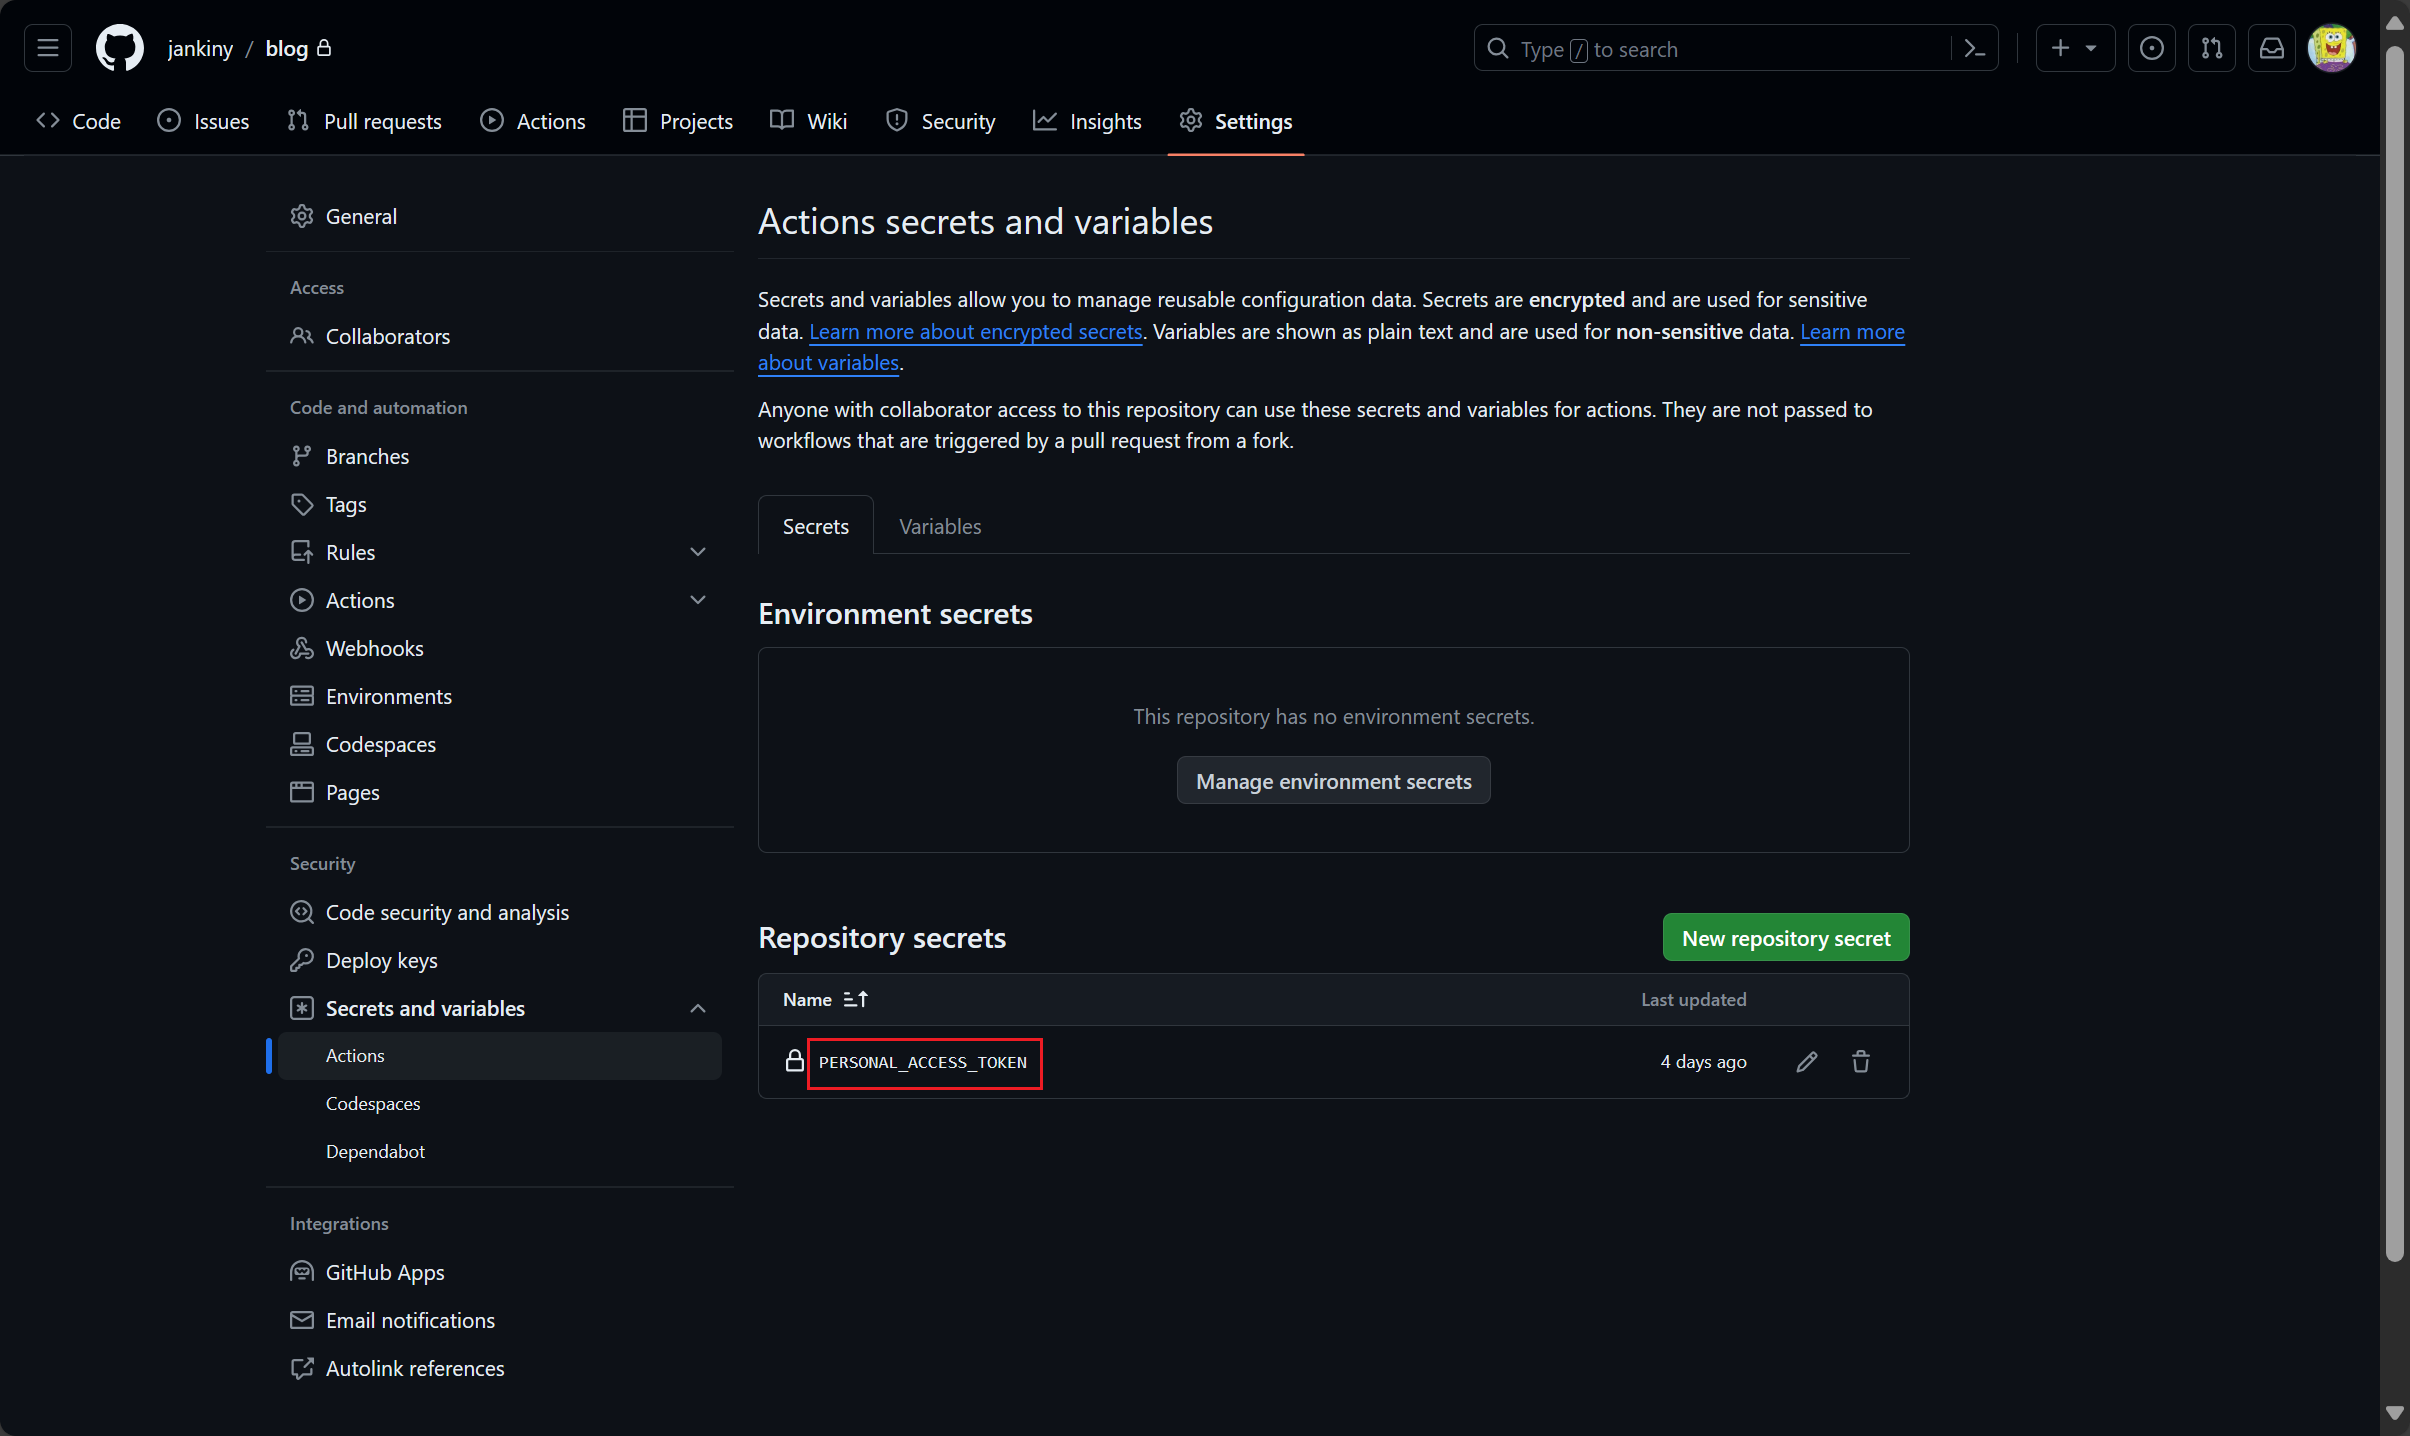 jankiny / blog
Type / to search
Code
Issues
Pull requests
Actions
Projects
Wiki
Security
Insights
Settings
General
Access
Collaborators
Code and automation
Branches
Tags
Rules
Actions
Webhooks
Environments
Codespaces
Pages
Security
Code security and analysis
Deploy keys
Secrets and variables
Actions
Codespaces
Dependabot
Integrations
GitHub Apps
Email notifications
Autolink references
Actions secrets and variables
Secrets and variables allow you to manage reusable configuration data. Secrets are encrypted and are used for sensitive
data. Learn more about encrypted secrets. Variables are shown as plain text and are used for non-sensitive data. Learn more
about variables.
Anyone with collaborator access to this repository can use these secrets and variables for actions. They are not passed to
workflows that are triggered by a pull request from a fork.
Secrets
Variables
Environment secrets
This repository has no environment secrets.
Manage environment secrets
Repository secrets
New repository secret
Name
Last updated
PERSONAL_ACCESS_TOKEN
4 days ago